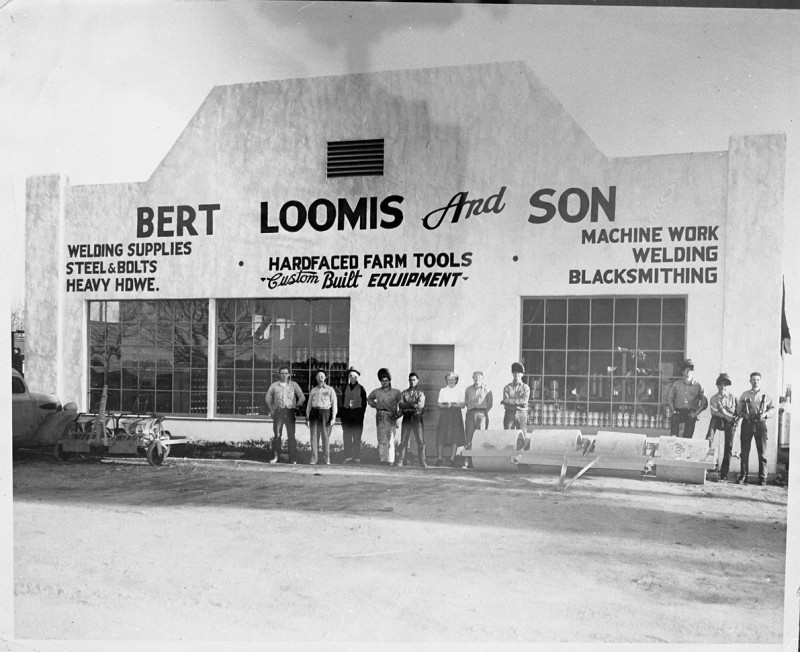 BERT LOOMIS And SON
WELDING SUPPLIES
STEEL & BOLTS
HEAVY HDWE.
HARDFACED FARM TOOLS
Custom Built EQUIPMENT
MACHINE WORK
WELDING
BLACKSMITHING